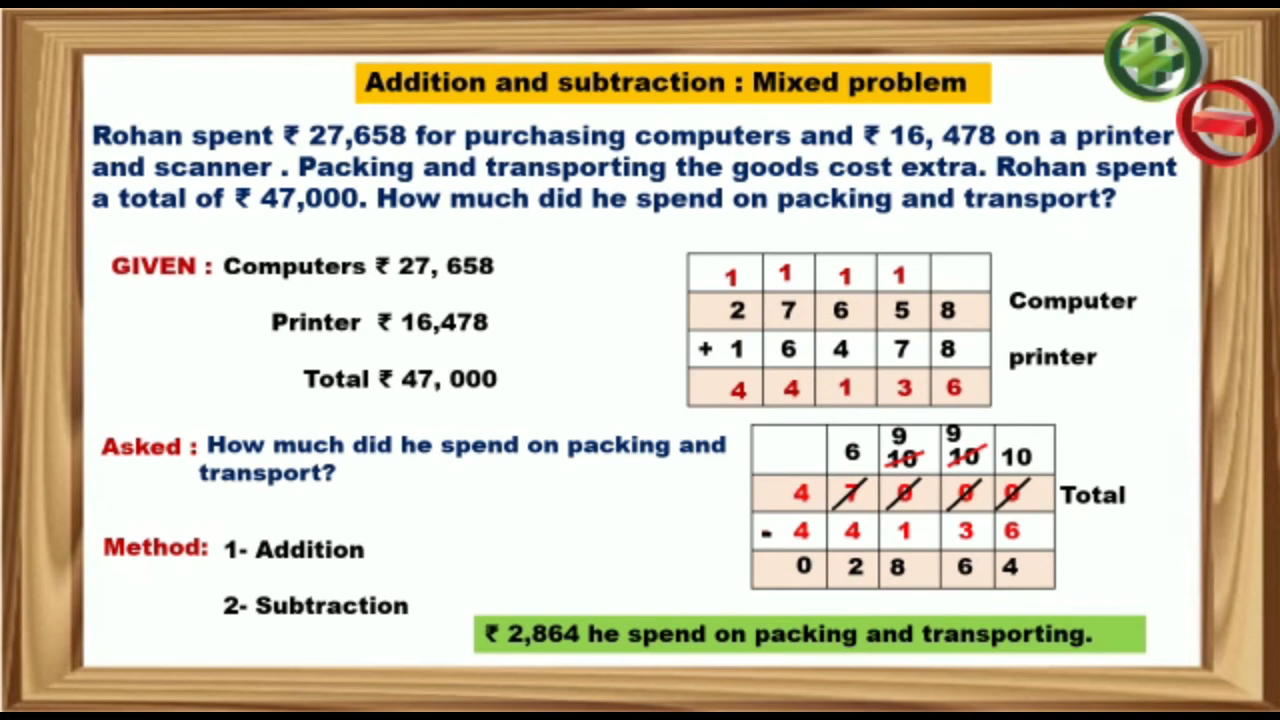 Addition and subtraction : Mixed problem
Rohan spent ₹ 27,658 for purchasing computers and ₹ 16, 478 on a printer
and scanner . Packing and transporting the goods cost extra. Rohan spent
a total of ₹ 47,000. How much did he spend on packing and transport?
GIVEN : Computers ₹ 27, 658
Printer ₹ 16,478
Total ₹ 47, 000
1 1 1 1
2 7 6 5 8 Computer
+ 1 6 4 7 8 printer
4 4 1 3 6
Asked : How much did he spend on packing and
transport?
Method: 1- Addition
2- Subtraction
9 9
6 10 10 10
4 7 0 0 0 Total
- 4 4 1 3 6
0 2 8 6 4
₹ 2,864 he spend on packing and transporting.